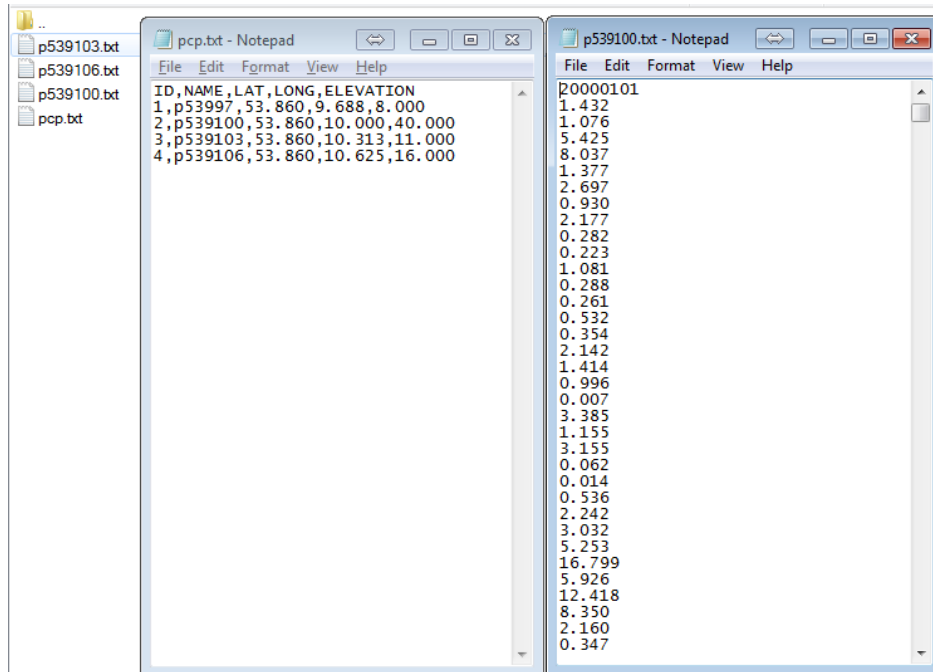 ..
p539103.txt
p539106.txt
p539100.txt
pcp.txt
pcp.txt - Notepad
File Edit Format View Help
ID,NAME,LAT,LONG,ELEVATION
1,p53997,53.860,9.688,8.000
2,p539100,53.860,10.000,40.000
3,p539103,53.860,10.313,11.000
4,p539106,53.860,10.625,16.000
p539100.txt - Notepad
File Edit Format View Help
20000101
1.432
1.076
5.425
8.037
1.377
2.697
0.930
2.177
0.282
0.223
1.081
0.288
0.261
0.532
0.354
2.142
1.414
0.996
0.007
3.385
1.155
3.155
0.062
0.014
0.536
2.242
3.032
5.253
16.799
5.926
12.418
8.350
2.160
0.347